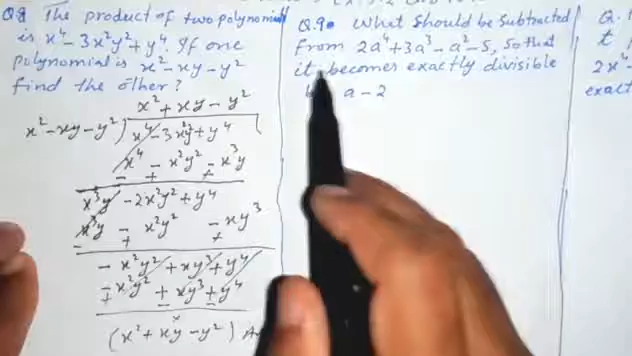 Q8 The product of two polynomial
is x⁴ - 3x²y² + y⁴. If one
polynomial is x² - xy - y²
find the other?
x² + xy - y²
x² - xy - y² ) x⁴ - 3x²y² + y⁴
x⁴ - x²y² - x³y
- + +
x³y - 2x²y² + y⁴
x³y - x²y² - xy³
- + +
- x²y² + xy³ + y⁴
- x²y² + xy³ + y⁴
+ - -
(x² + xy - y²)
Q.9. What should be subtracted
from 2a⁴ + 3a³ - a² - 5, so that
it becomes exactly divisible
a - 2
Q.
t
2x⁴-
exact